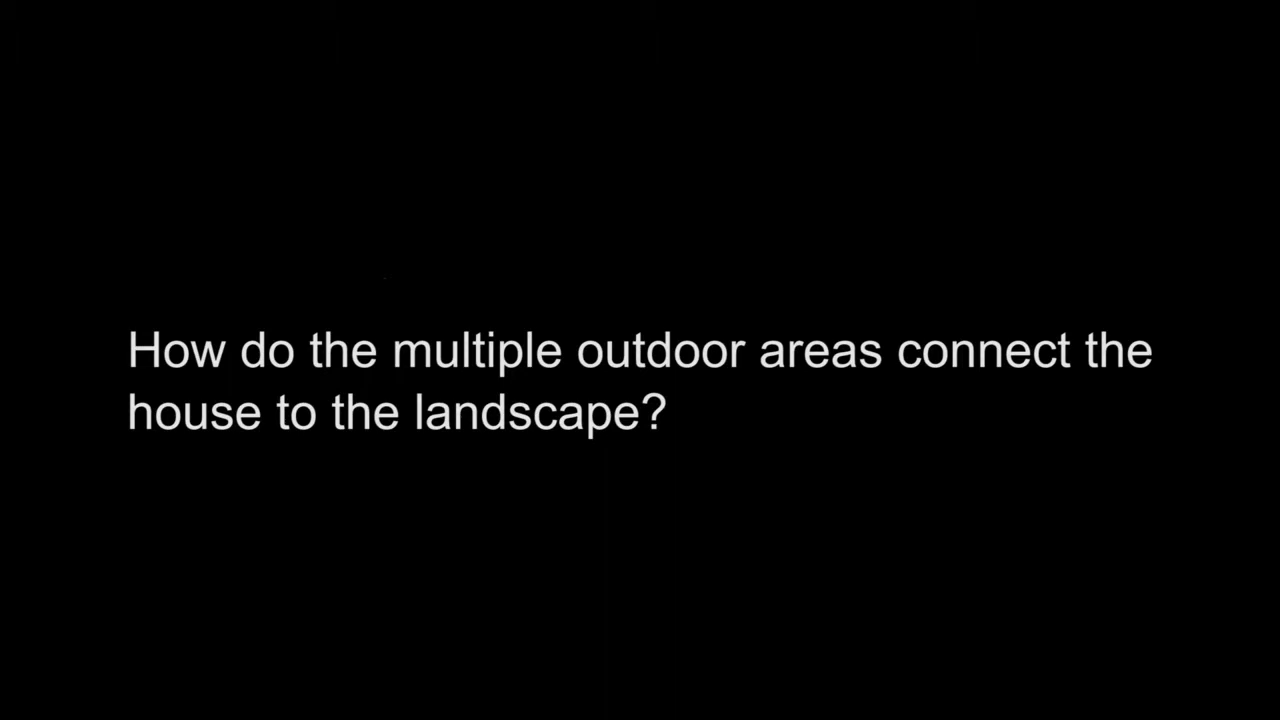 How do the multiple outdoor areas connect the
house to the landscape?